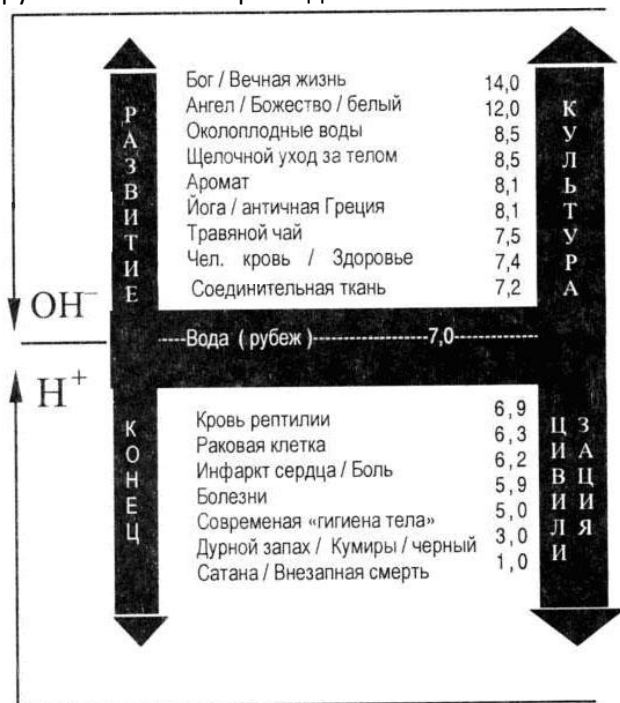 РАЗВИТИЕ
Бог / Вечная жизнь 14,0
Ангел / Божество / белый 12,0
Околоплодные воды 8,5
Щелочной уход за телом 8,5
Аромат 8,1
Йога / античная Греция 8,1
Травяной чай 7,5
Чел. кровь / Здоровье 7,4
Соединительная ткань 7,2
КУЛЬТУРА
OH⁻
-----Вода ( рубеж )-------------------7,0-------------
H⁺
КОНЕЦ
Кровь рептилии 6,9
Раковая клетка 6,3
Инфаркт сердца / Боль 6,2
Болезни 5,9
Современая «гигиена тела» 5,0
Дурной запах / Кумиры / черный 3,0
Сатана / Внезапная смерть 1,0
ЦИВИЛИ
ЗАЦИЯ